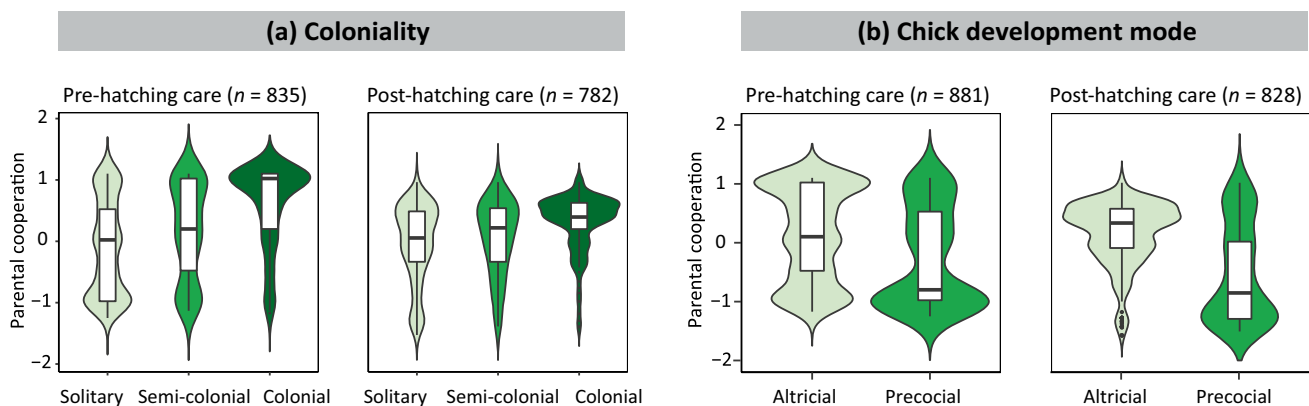 (a) Coloniality
(b) Chick development mode
Pre-hatching care (n = 835)
Post-hatching care (n = 782)
Pre-hatching care (n = 881)
Post-hatching care (n = 828)
Parental cooperation
2
1
0
−1
−2
Solitary
Semi-colonial
Colonial
Solitary
Semi-colonial
Colonial
Parental cooperation
2
1
0
−1
−2
Altricial
Precocial
Altricial
Precocial